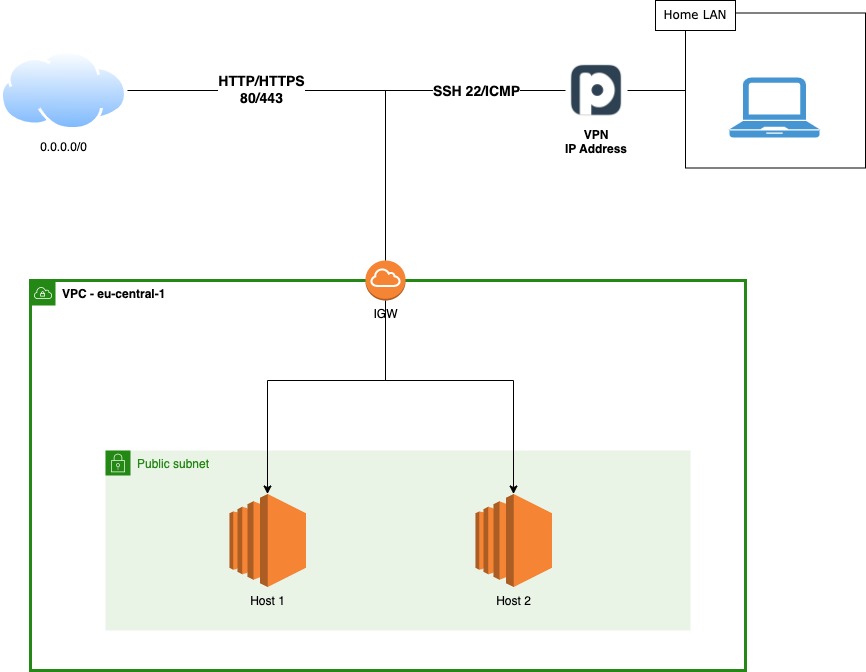 Home LAN
HTTP/HTTPS
80/443
SSH 22/ICMP
0.0.0.0/0
VPN
IP Address
VPC - eu-central-1
IGW
Public subnet
Host 1
Host 2